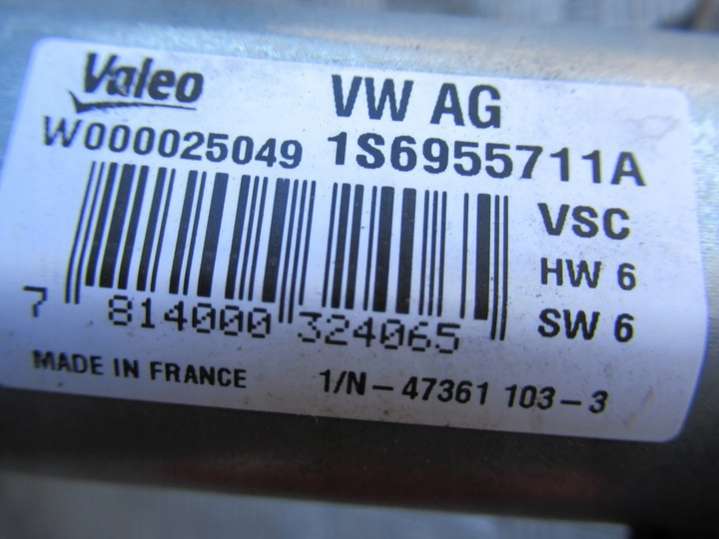 Valeo VW AG
W000025049 1S6955711A
VSC
HW 6
SW 6
7 814000 324065
MADE IN FRANCE 1/N-47361 103-3